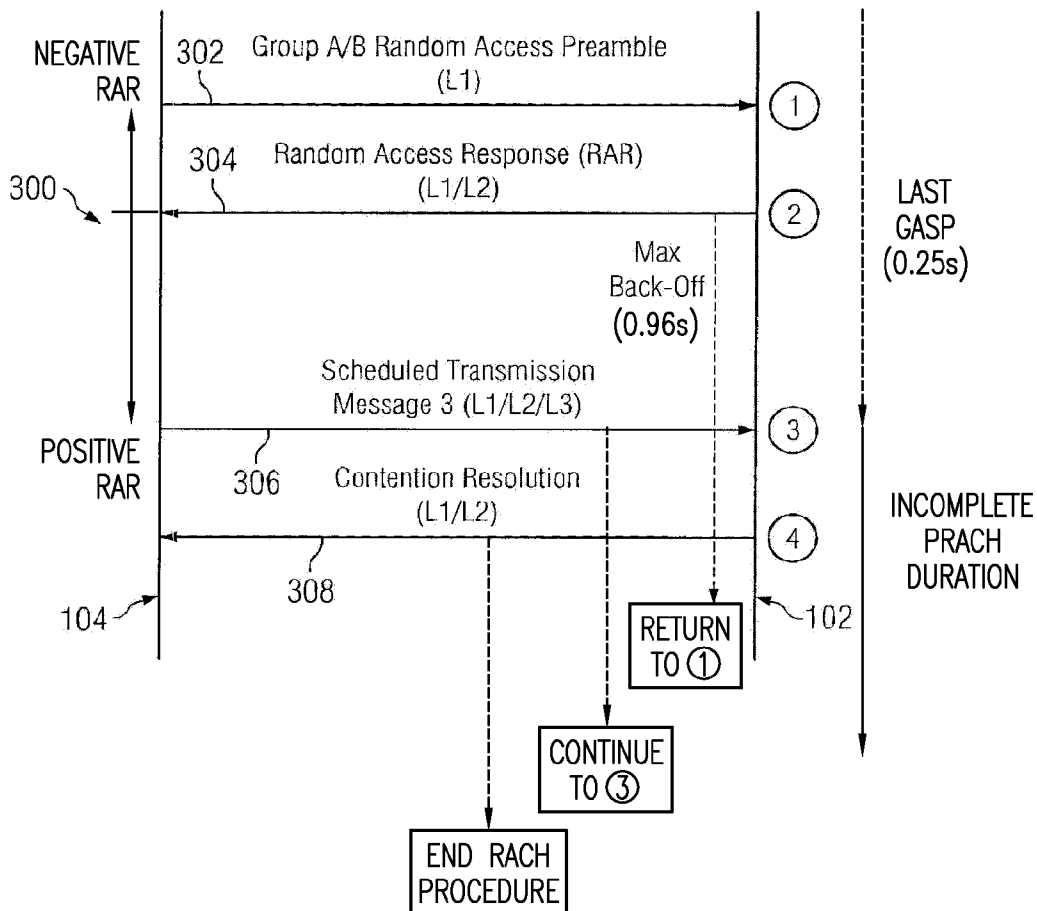 NEGATIVE
RAR
302
Group A/B Random Access Preamble
(L1)
1
304
Random Access Response (RAR)
(L1/L2)
2
300
LAST
GASP
(0.25s)
Max
Back-Off
(0.96s)
Scheduled Transmission
Message 3 (L1/L2/L3)
3
POSITIVE
RAR
306
Contention Resolution
(L1/L2)
4
INCOMPLETE
PRACH
DURATION
308
104
102
RETURN
TO 1
CONTINUE
TO 3
END RACH
PROCEDURE